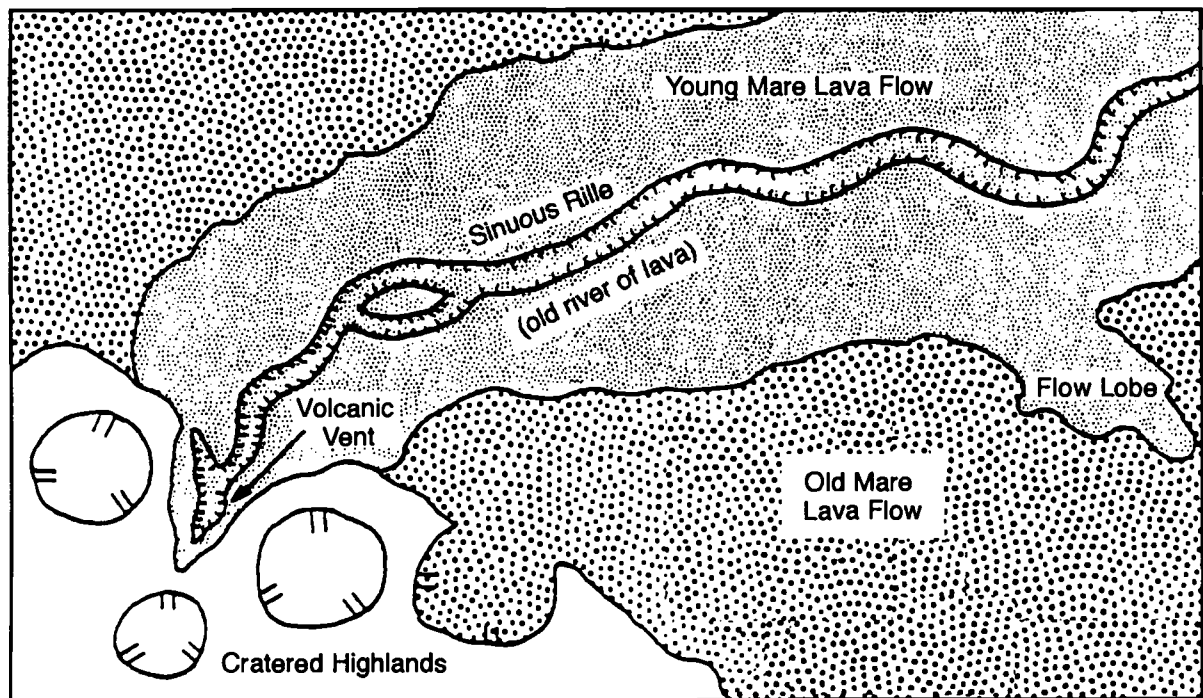 Young Mare Lava Flow
Sinuous Rille
(old river of lava)
Volcanic
Vent
Flow Lobe
Old Mare
Lava Flow
Cratered Highlands